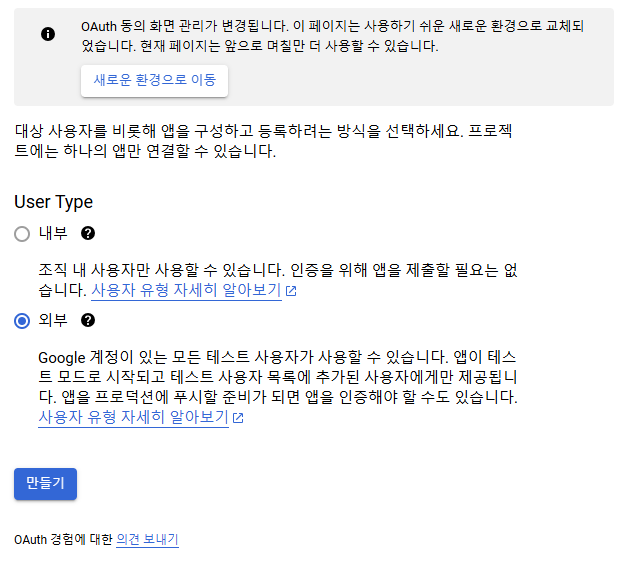 OAuth 동의 화면 관리가 변경됩니다. 이 페이지는 사용하기 쉬운 새로운 환경으로 교체되
었습니다. 현재 페이지는 앞으로 며칠만 더 사용할 수 있습니다.
새로운 환경으로 이동
대상 사용자를 비롯해 앱을 구성하고 등록하려는 방식을 선택하세요. 프로젝
트에는 하나의 앱만 연결할 수 있습니다.
User Type
내부
조직 내 사용자만 사용할 수 있습니다. 인증을 위해 앱을 제출할 필요는 없
습니다. 사용자 유형 자세히 알아보기
외부
Google 계정이 있는 모든 테스트 사용자가 사용할 수 있습니다. 앱이 테스
트 모드로 시작되고 테스트 사용자 목록에 추가된 사용자에게만 제공됩니
다. 앱을 프로덕션에 푸시할 준비가 되면 앱을 인증해야 할 수도 있습니다.
사용자 유형 자세히 알아보기
만들기
OAuth 경험에 대한 의견 보내기